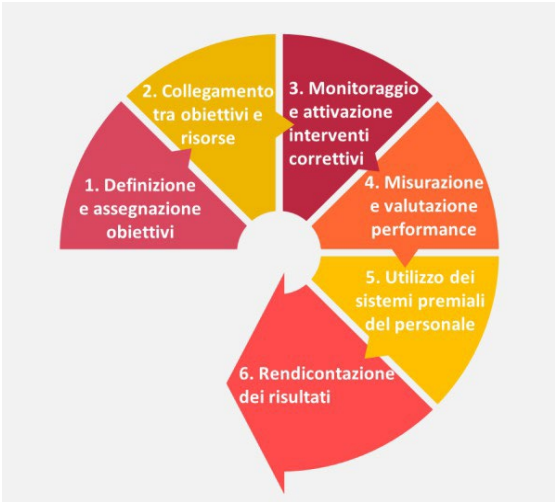 1. Definizione
e assegnazione
obiettivi
2. Collegamento
tra obiettivi e
risorse
3. Monitoraggio
e attivazione
interventi
correttivi
4. Misurazione
e valutazione
performance
5. Utilizzo dei
sistemi premiali
del personale
6. Rendicontazione
dei risultati